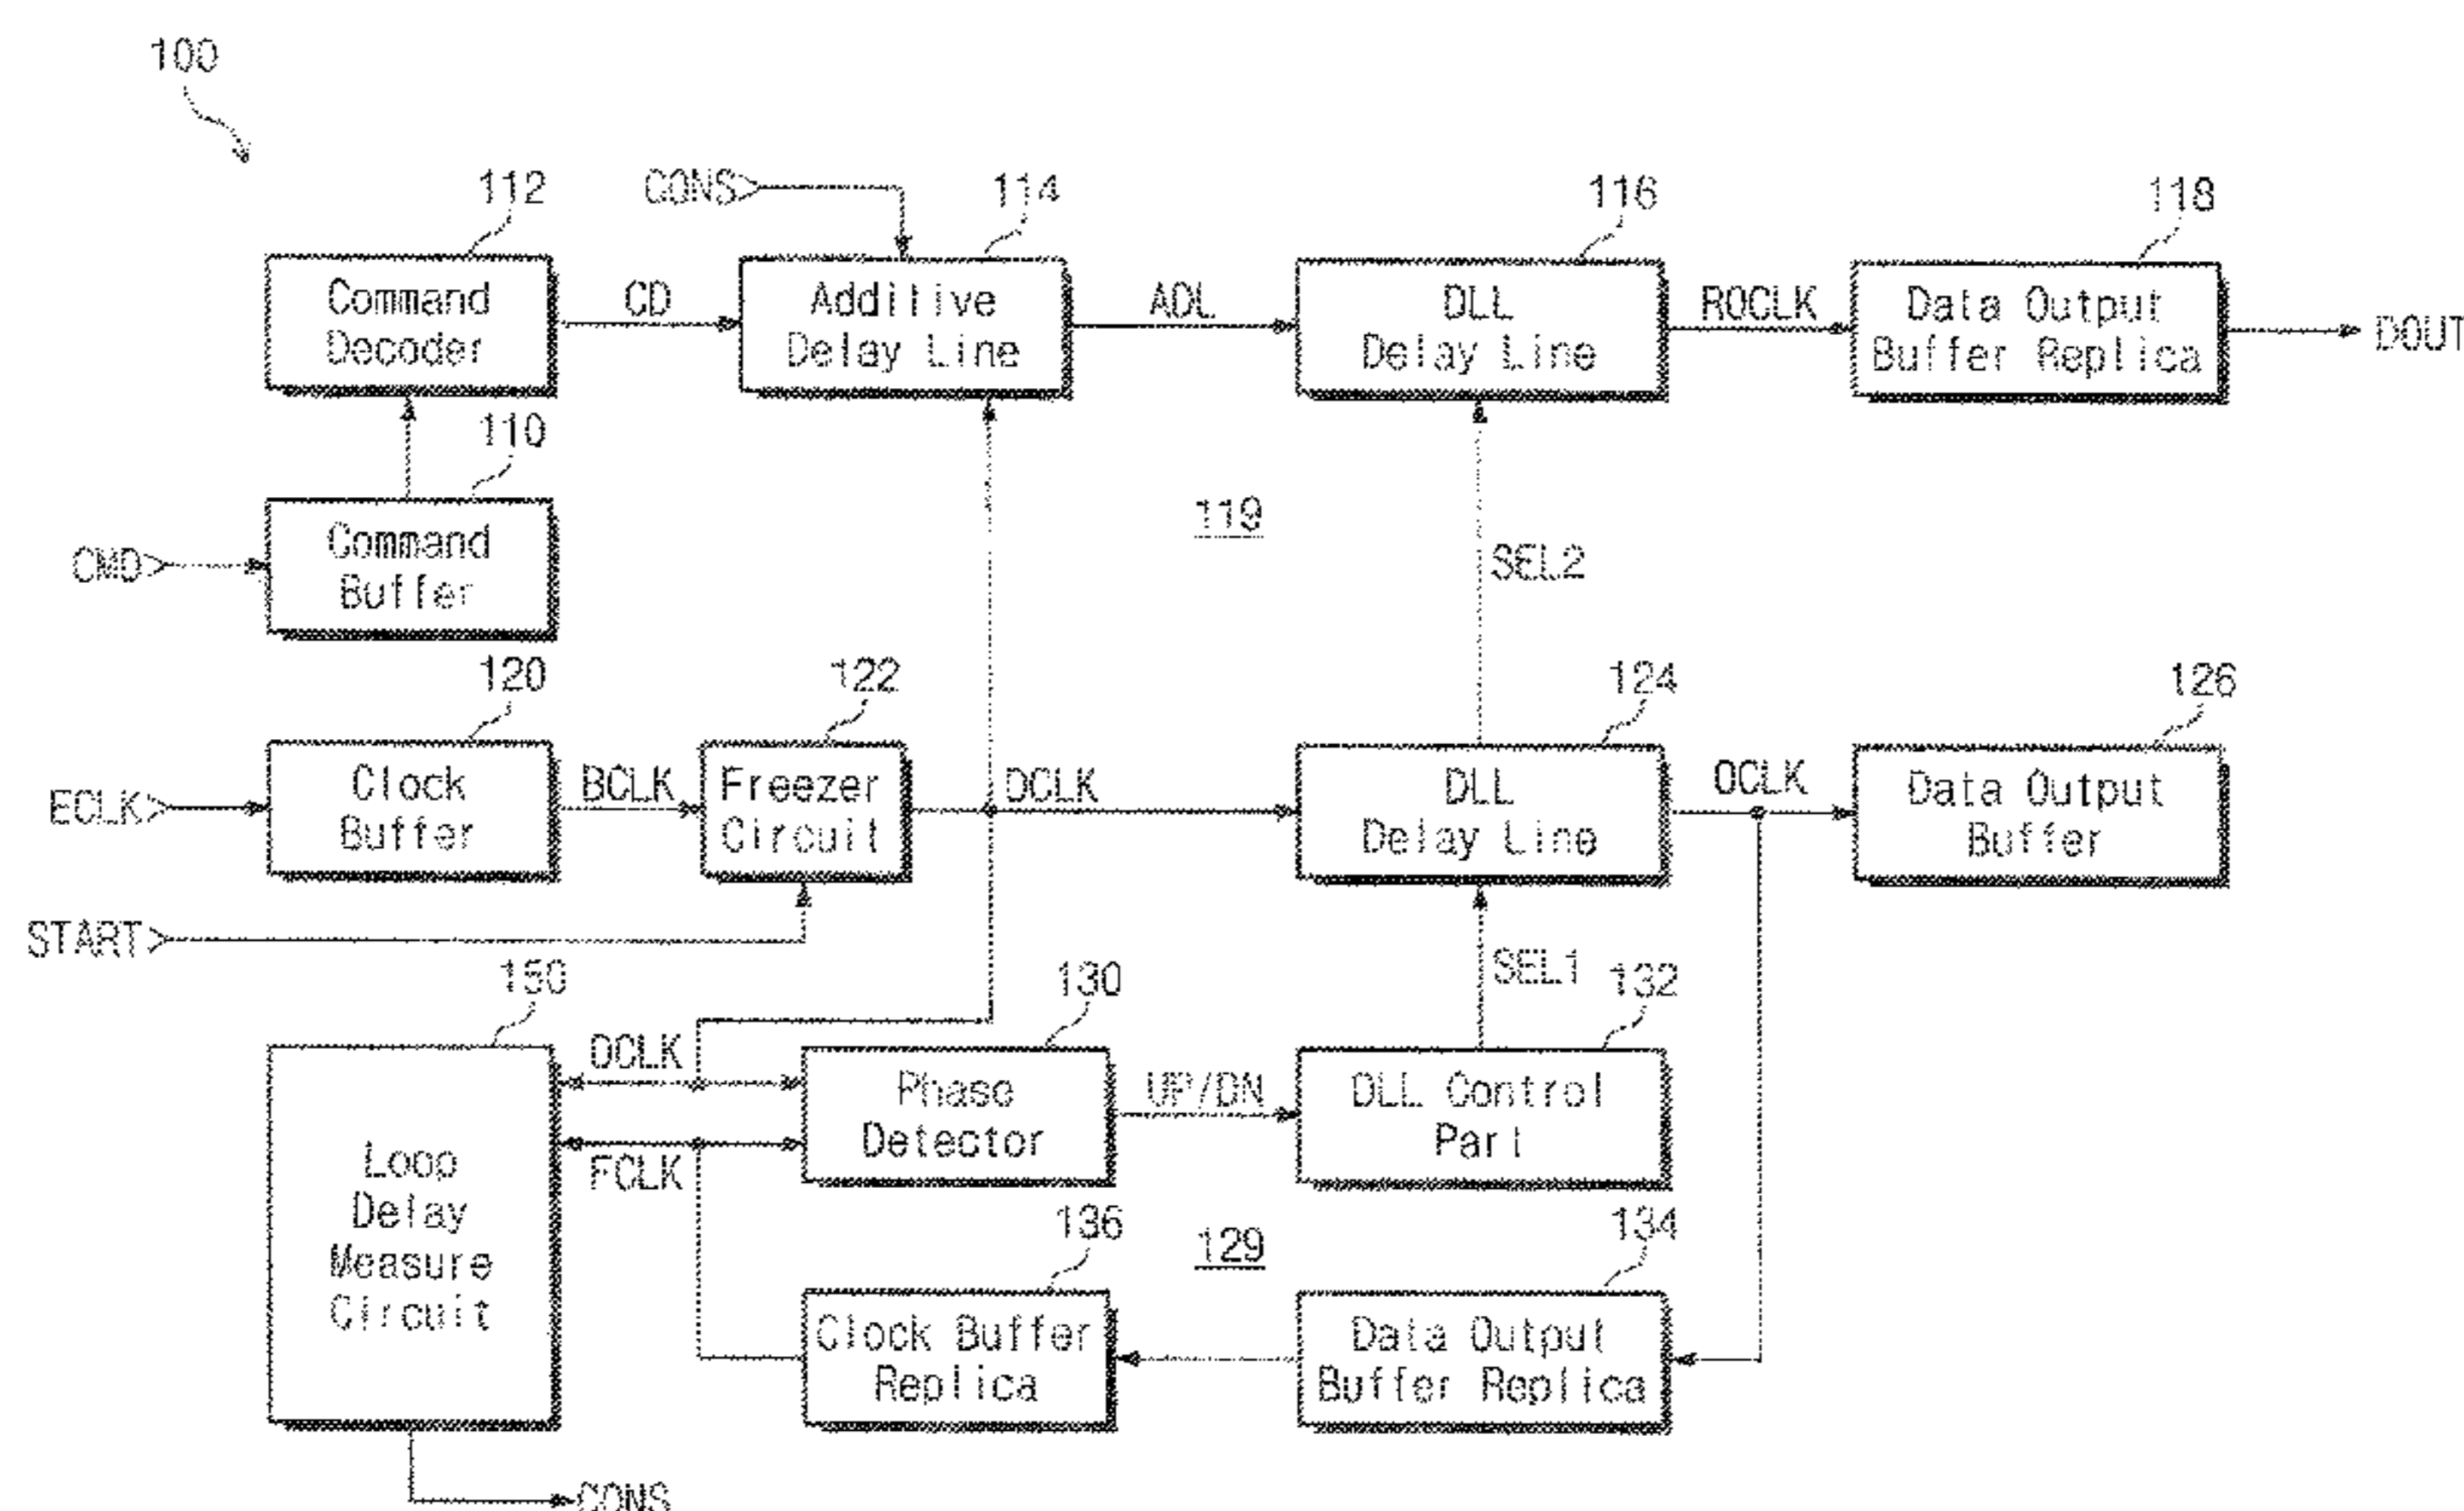 100
112
CONS
114
116
118
Command
Decoder
CD
Additive
Delay Line
ADL
DLL
Delay Line
ROCLK
Data Output
Buffer Replica
DOUT
110
119
CMD
Command
Buffer
SEL2
120
122
124
126
ECLK
Clock
Buffer
BCLK
Freezer
Circuit
DCLK
DLL
Delay Line
OCLK
Data Output
Buffer
START
150
130
SEL1
132
Loop
Delay
Measure
Circuit
DCLK
FCLK
Phase
Detector
UP/DN
DLL Control
Part
136
129
134
Clock Buffer
Replica
Data Output
Buffer Replica
CONS